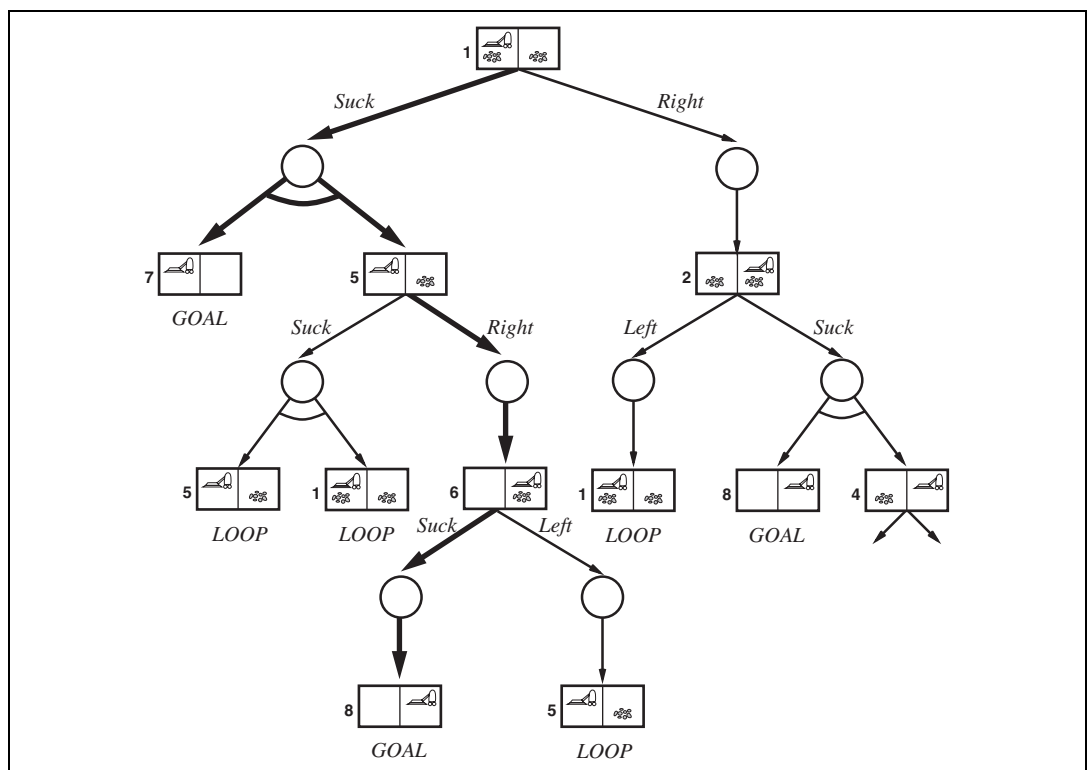 1
Suck Right
7 5 2
GOAL
Suck Right Left Suck
5 1 6 1 8 4
LOOP LOOP LOOP GOAL
Suck Left
8 5
GOAL LOOP